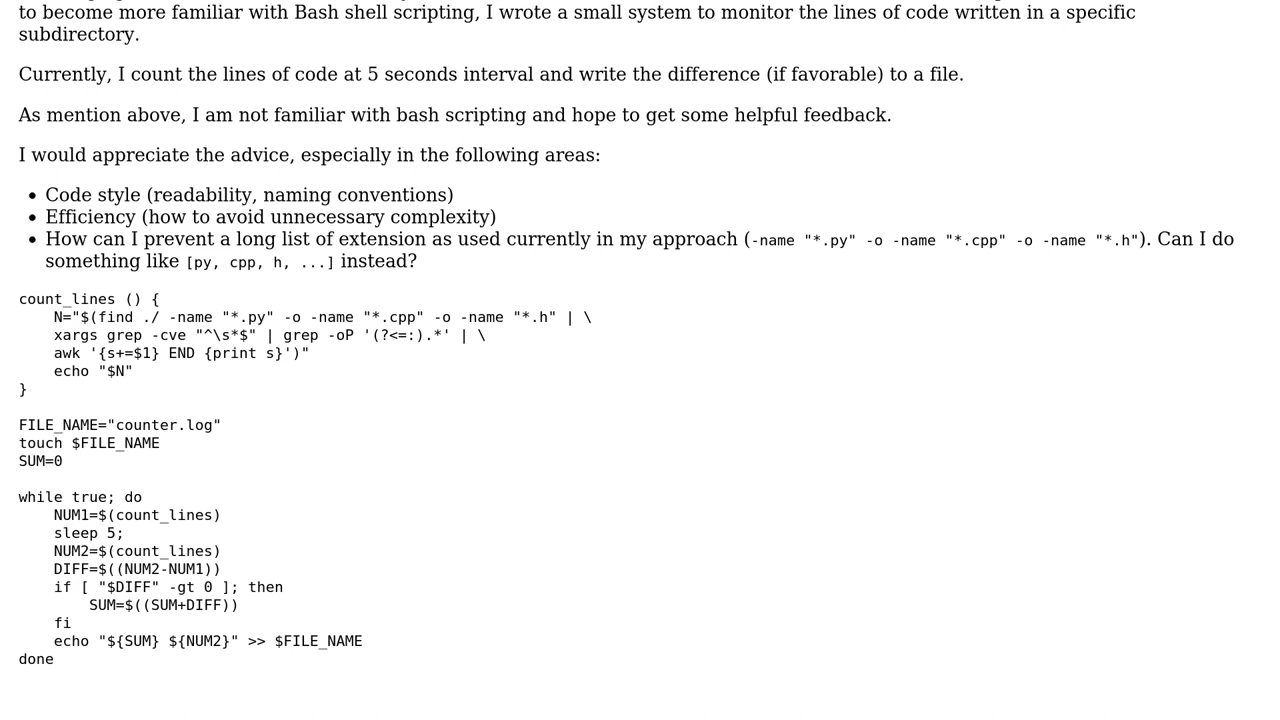 to become more familiar with Bash shell scripting, I wrote a small system to monitor the lines of code written in a specific
subdirectory.
Currently, I count the lines of code at 5 seconds interval and write the difference (if favorable) to a file.
As mention above, I am not familiar with bash scripting and hope to get some helpful feedback.
I would appreciate the advice, especially in the following areas:
• Code style (readability, naming conventions)
• Efficiency (how to avoid unnecessary complexity)
• How can I prevent a long list of extension as used currently in my approach (-name "*.py" -o -name "*.cpp" -o -name "*.h"). Can I do
something like [py, cpp, h, ...] instead?
count_lines () {
    N="$(find ./ -name "*.py" -o -name "*.cpp" -o -name "*.h" | \
    xargs grep -cve "^\s*$" | grep -oP '(?<=:).*' | \
    awk '{s+=$1} END {print s}')"
    echo "$N"
}
FILE_NAME="counter.log"
touch $FILE_NAME
SUM=0
while true; do
    NUM1=$(count_lines)
    sleep 5;
    NUM2=$(count_lines)
    DIFF=$((NUM2-NUM1))
    if [ "$DIFF" -gt 0 ]; then
        SUM=$((SUM+DIFF))
    fi
    echo "${SUM} ${NUM2}" >> $FILE_NAME
done